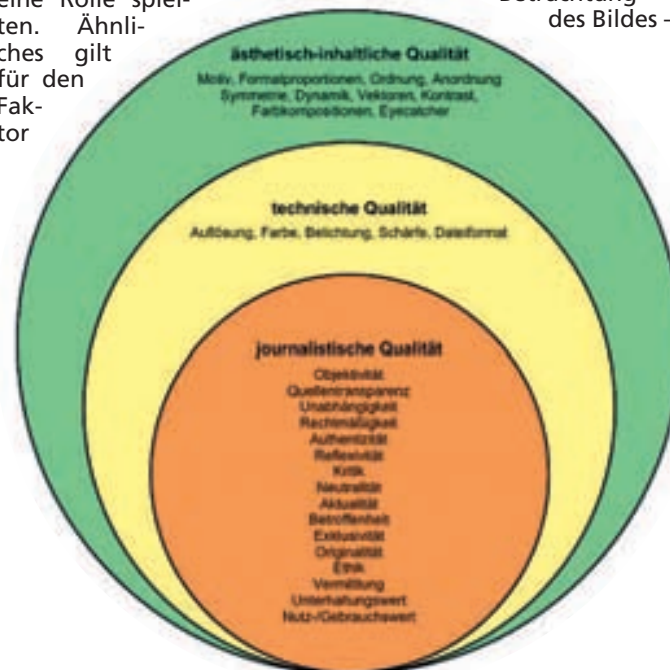 eine Rolle spiel-
ten. Ähnli-
ches gilt
für den
Fak-
tor
des Bildes –
ästhetisch-inhaltliche Qualität
Motiv, Formatproportionen, Ordnung, Anordnung
Symmetrie, Dynamik, Vektoren, Kontrast,
Farbkompositionen, Eyecatcher
technische Qualität
Auflösung, Farbe, Belichtung, Schärfe, Dateiformat
journalistische Qualität
Objektivität
Quellentransparenz
Unabhängigkeit
Rechtmäßigkeit
Authentizität
Reflexivität
Kritik
Neutralität
Aktualität
Betroffenheit
Exklusivität
Originalität
Ethik
Vermittlung
Unterhaltungswert
Nutz-/Gebrauchswert